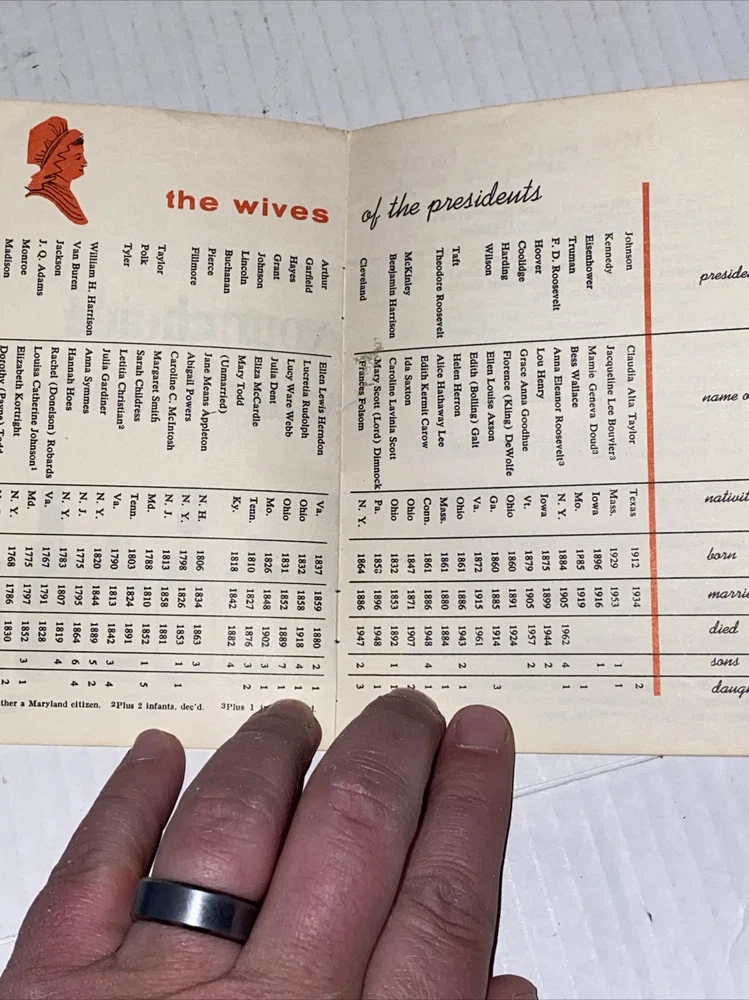 the wives of the presidents
preside name o nativit born marri died sons daug
Johnson Claudia Alta Taylor Texas 1912 1934 2
Kennedy Jacqueline Lee Bouvier³ Mass. 1929 1953 1 1
Eisenhower Mamie Geneva Doud³ Iowa 1896 1916 1
Truman Bess Wallace Mo. 1885 1919 1
F. D. Roosevelt Anna Eleanor Roosevelt³ N. Y. 1884 1905 1962 4 1
Hoover Lou Henry Iowa 1875 1899 1944 2
Coolidge Grace Anna Goodhue Vt. 1879 1905 1957 2
Harding Florence (Kling) DeWolfe Ohio 1860 1891 1924
Wilson Ellen Louise Axson Ga. 1860 1885 1914 3
Edith (Bolling) Galt Va. 1872 1915 1961
Taft Helen Herron Ohio 1861 1886 1943 2 1
Theodore Roosevelt Alice Hathaway Lee Mass. 1861 1880 1884 1
Edith Kermit Carow Conn. 1861 1886 1948 4 1
McKinley Ida Saxton Ohio 1847 1871 1907 2
Benjamin Harrison Caroline Lavinia Scott Ohio 1832 1853 1892 1 1
Mary Scott (Lord) Dimmock Pa. 1858 1896 1948 1
Cleveland Frances Folsom N. Y. 1864 1886 1947 2 3
Arthur Ellen Lewis Herndon Va. 1837 1859 1880 2 1
Garfield Lucretia Rudolph Ohio 1832 1858 1918 4 1
Hayes Lucy Ware Webb Ohio 1831 1852 1889 7 1
Grant Julia Dent Mo. 1826 1848 1902 3 1
Johnson Eliza McCardle Tenn. 1810 1827 1876 3 2
Lincoln Mary Todd Ky. 1818 1842 1882 4
Buchanan (Unmarried)
Pierce Jane Means Appleton N. H. 1806 1834 1863 3
Fillmore Abigail Powers N. Y. 1798 1826 1853 1 1
Caroline C. McIntosh N. J. 1813 1858 1881
Taylor Margaret Smith Md. 1788 1810 1852 1 5
Polk Sarah Childress Tenn. 1803 1824 1891
Tyler Letitia Christian² Va. 1790 1813 1842 3 4
Julia Gardiner N. Y. 1820 1844 1889 5 2
William H. Harrison Anna Symmes N. J. 1775 1795 1864 6 4
Van Buren Hannah Hoes N. Y. 1783 1807 1819 4
Jackson Rachel (Donelson) Robards Va. 1767 1791 1828
J. Q. Adams Louisa Catherine Johnson¹ Md. 1775 1797 1852 3 1
Monroe Elizabeth Kortright N. Y. 1768 1786 1830 2
Madison Dorothy (Payne) Todd
ther a Maryland citizen. ²Plus 2 infants, dec'd. ³Plus 1